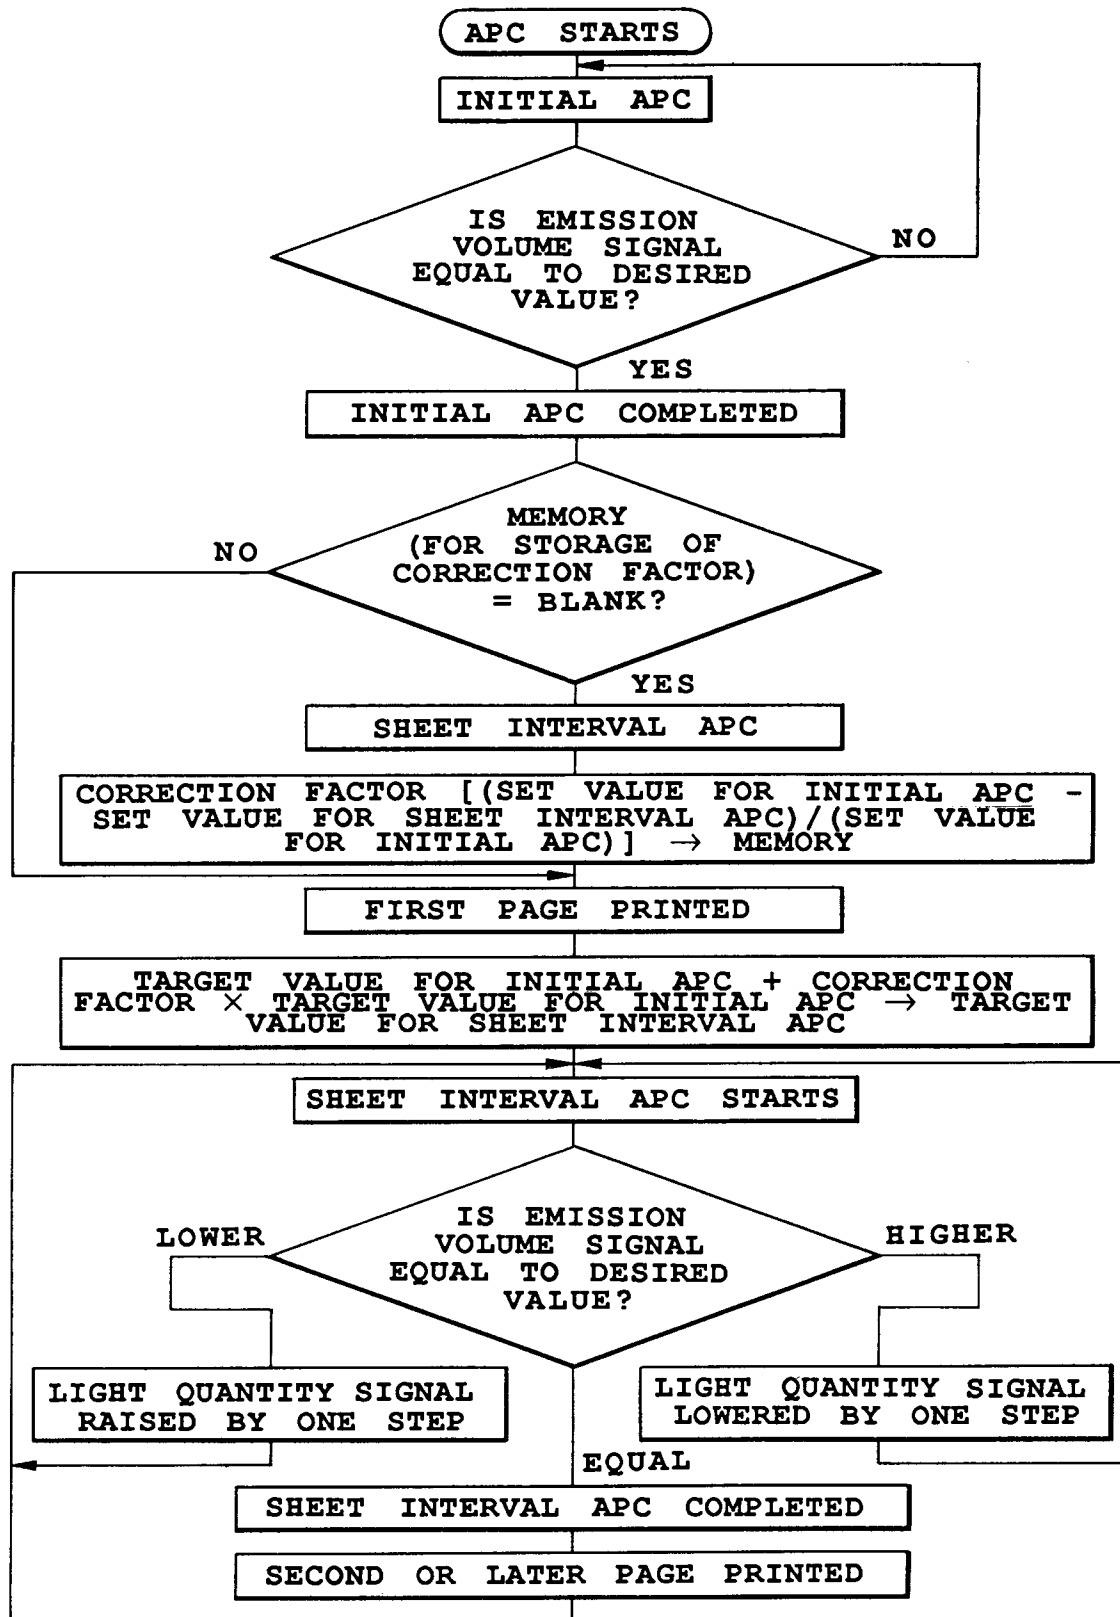 APC STARTS
INITIAL APC
IS EMISSION
VOLUME SIGNAL
EQUAL TO DESIRED
VALUE?
NO
YES
INITIAL APC COMPLETED
MEMORY
(FOR STORAGE OF
CORRECTION FACTOR)
= BLANK?
NO
YES
SHEET INTERVAL APC
CORRECTION FACTOR [(SET VALUE FOR INITIAL APC -
SET VALUE FOR SHEET INTERVAL APC)/(SET VALUE
FOR INITIAL APC)] → MEMORY
FIRST PAGE PRINTED
TARGET VALUE FOR INITIAL APC + CORRECTION
FACTOR × TARGET VALUE FOR INITIAL APC → TARGET
VALUE FOR SHEET INTERVAL APC
SHEET INTERVAL APC STARTS
IS EMISSION
VOLUME SIGNAL
EQUAL TO DESIRED
VALUE?
LOWER
HIGHER
LIGHT QUANTITY SIGNAL
RAISED BY ONE STEP
LIGHT QUANTITY SIGNAL
LOWERED BY ONE STEP
EQUAL
SHEET INTERVAL APC COMPLETED
SECOND OR LATER PAGE PRINTED